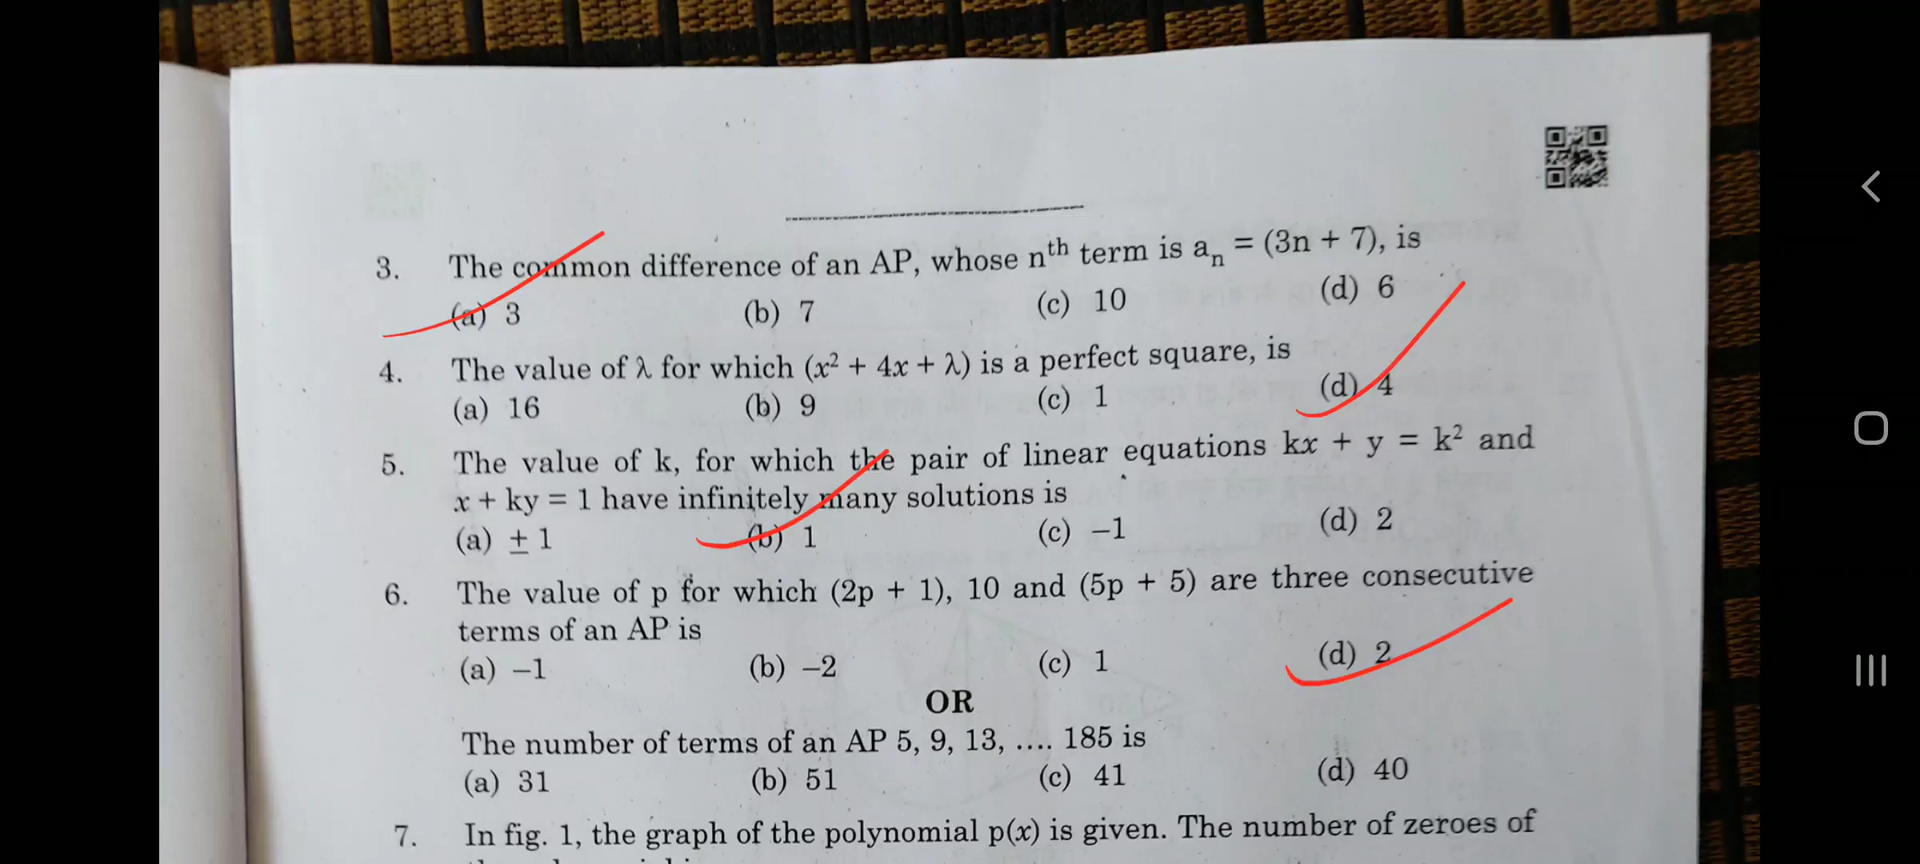 3. The common difference of an AP, whose nth term is aₙ = (3n + 7), is
(a) 3 (b) 7 (c) 10 (d) 6
4. The value of λ for which (x² + 4x + λ) is a perfect square, is
(a) 16 (b) 9 (c) 1 (d) 4
5. The value of k, for which the pair of linear equations kx + y = k² and
x + ky = 1 have infinitely many solutions is
(a) ± 1 (b) 1 (c) −1 (d) 2
6. The value of p for which (2p + 1), 10 and (5p + 5) are three consecutive
terms of an AP is
(a) −1 (b) −2 (c) 1 (d) 2
OR
The number of terms of an AP 5, 9, 13, .... 185 is
(a) 31 (b) 51 (c) 41 (d) 40
7. In fig. 1, the graph of the polynomial p(x) is given. The number of zeroes of